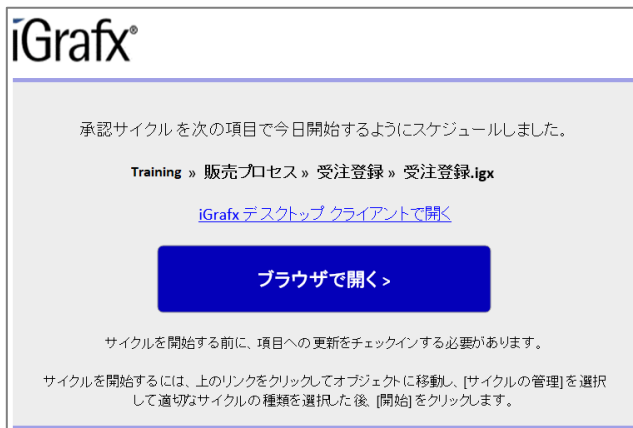 iGrafx®
承認サイクル を次の項目で今日開始するようにスケジュールしました。
Training » 販売プロセス » 受注登録 » 受注登録.igx
iGrafx デスクトップ クライアントで開く
ブラウザで開く >
サイクルを開始する前に、項目への更新をチェックインする必要があります。
サイクルを開始するには、上のリンクをクリックしてオブジェクトに移動し、[サイクルの管理] を選択
して適切なサイクルの種類を選択した後、[開始] をクリックします。